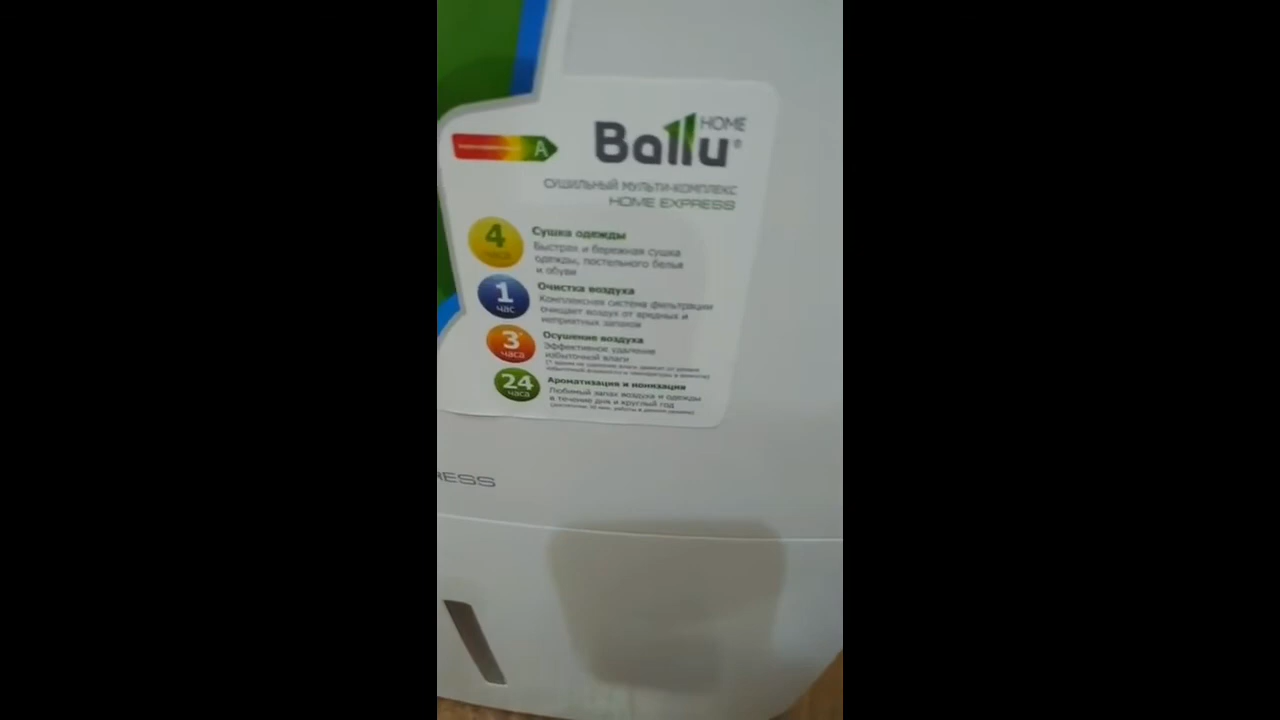 HOME
Ballu®
A
СУШИЛЬНЫЙ МУЛЬТИ-КОМПЛЕКС
HOME EXPRESS
4
часа
Сушка одежды
Быстрая и бережная сушка
одежды, постельного белья
и обуви
1
час
Очистка воздуха
Комплексная система фильтрации
очищает воздух от вредных и
неприятных запахов
3*
часа
Осушение воздуха
Эффективное удаление
избыточной влаги
24
часа
Ароматизация и ионизация
Любимый запах воздуха и одежды
в течение дня и круглый год
RESS